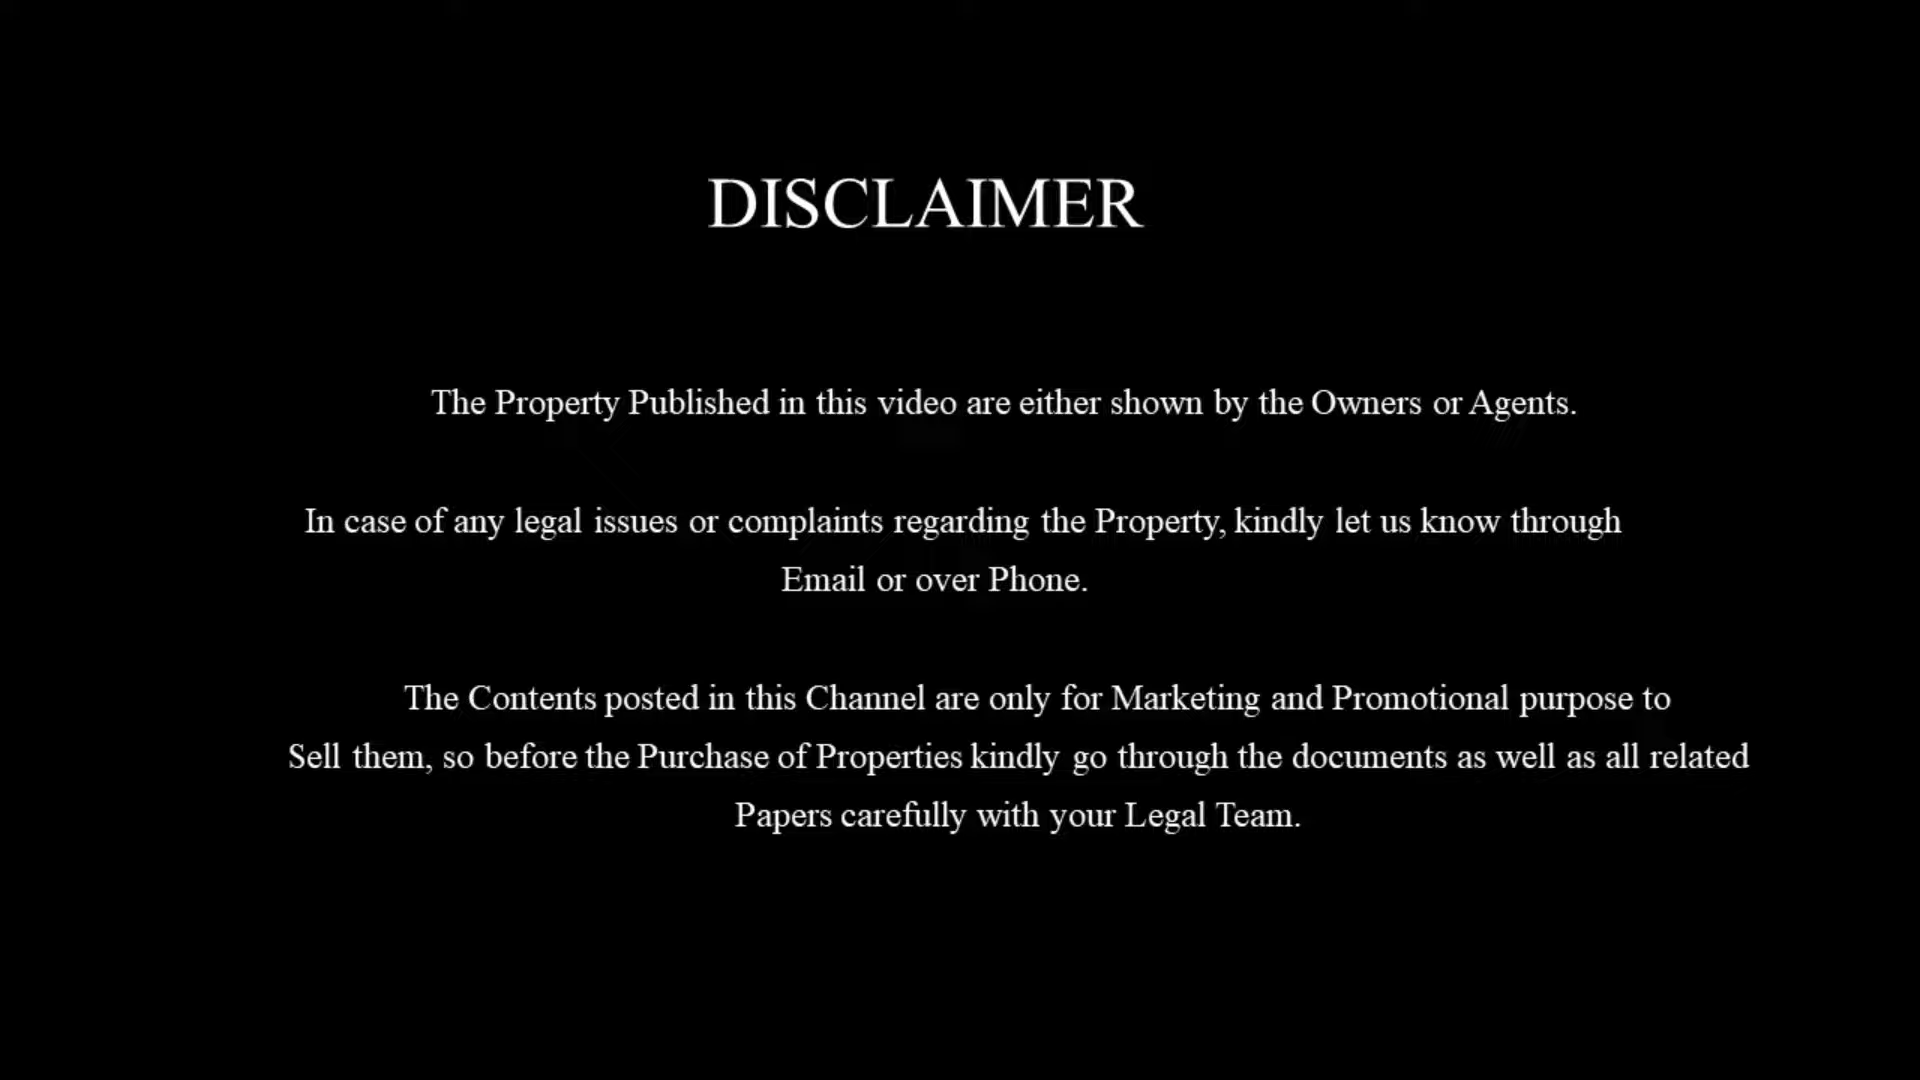 DISCLAIMER
The Property Published in this video are either shown by the Owners or Agents.
In case of any legal issues or complaints regarding the Property, kindly let us know through
Email or over Phone.
The Contents posted in this Channel are only for Marketing and Promotional purpose to
Sell them, so before the Purchase of Properties kindly go through the documents as well as all related
Papers carefully with your Legal Team.